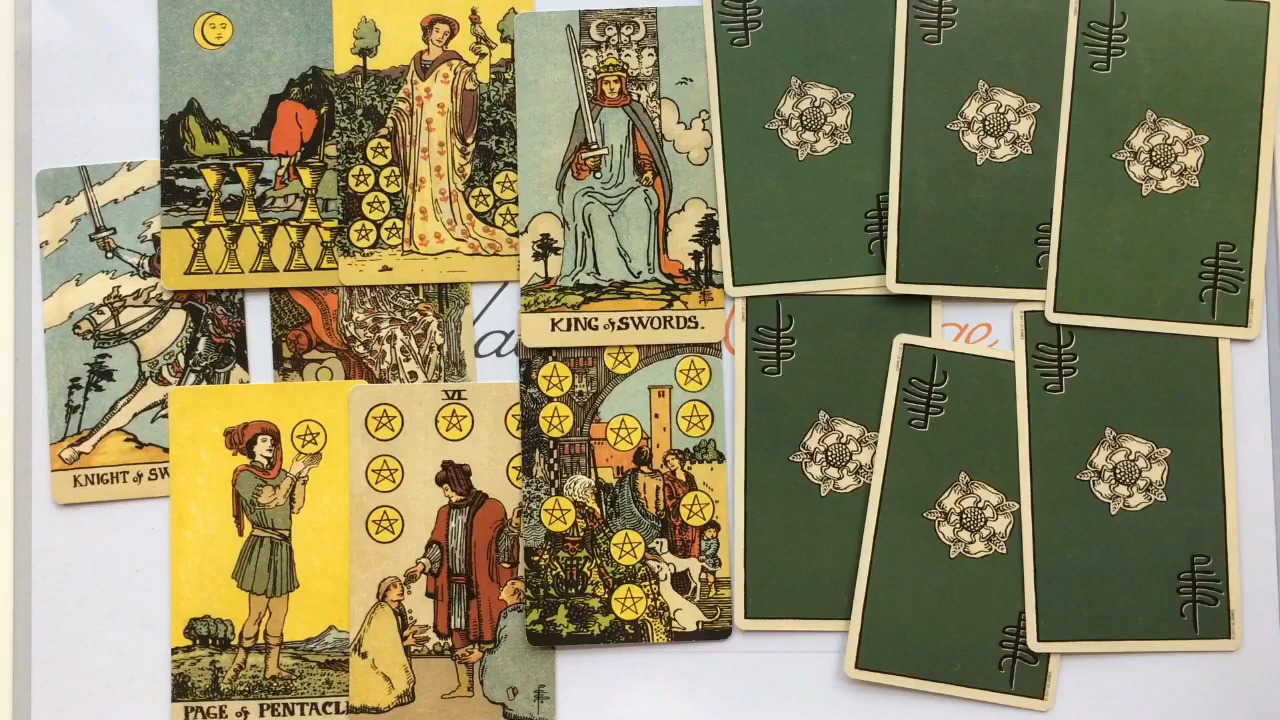 KING of SWORDS.
KNIGHT of SW
VI
PAGE of PENTACL